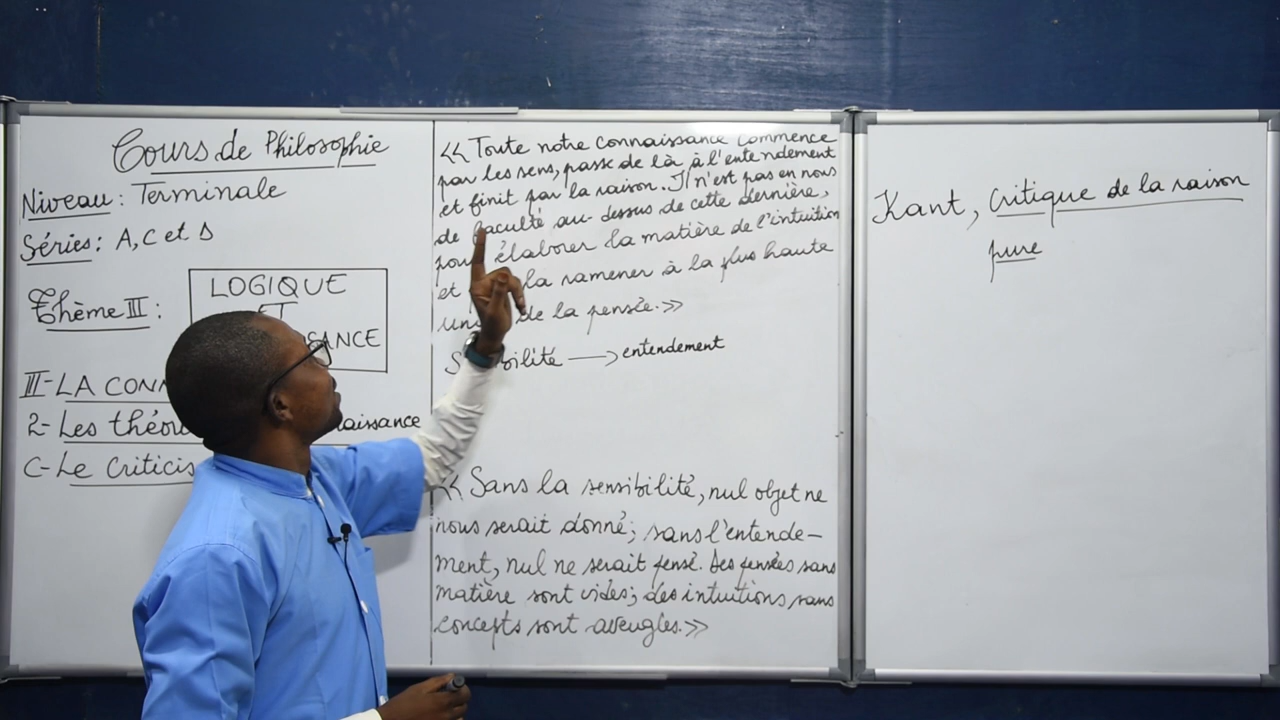 Cours de Philosophie
Niveau : Terminale
Séries : A, C et D
Thème III :
LOGIQUE
ET
SANCE
III- LA CONN
2- Les théor naissance
C- Le Criticis
<< Toute notre connaissance commence
par les sens, passe de là à l'entendement
et finit par la raison. Il n'est pas en nous
de faculté au-dessus de cette dernière,
pour élaborer la matière de l'intuition
et la ramener à la plus haute
de la pensée. >>
S bilité → entendement
<< Sans la sensibilité, nul objet ne
nous serait donné; sans l'entende-
ment, nul ne serait pensé. Des pensées sans
matière sont vides; des intuitions sans
concepts sont aveugles. >>
Kant, Critique de la raison
pure